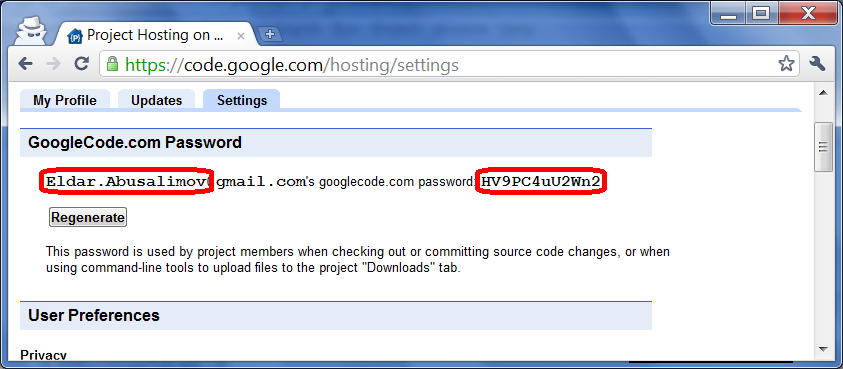 Project Hosting on ...
https://code.google.com/hosting/settings
My Profile Updates Settings
GoogleCode.com Password
Eldar.Abusalimov@gmail.com's googlecode.com password: HV9PC4uU2Wn2
Regenerate
This password is used by project members when checking out or committing source code changes, or when
using command-line tools to upload files to the project "Downloads" tab.
User Preferences
Privacy